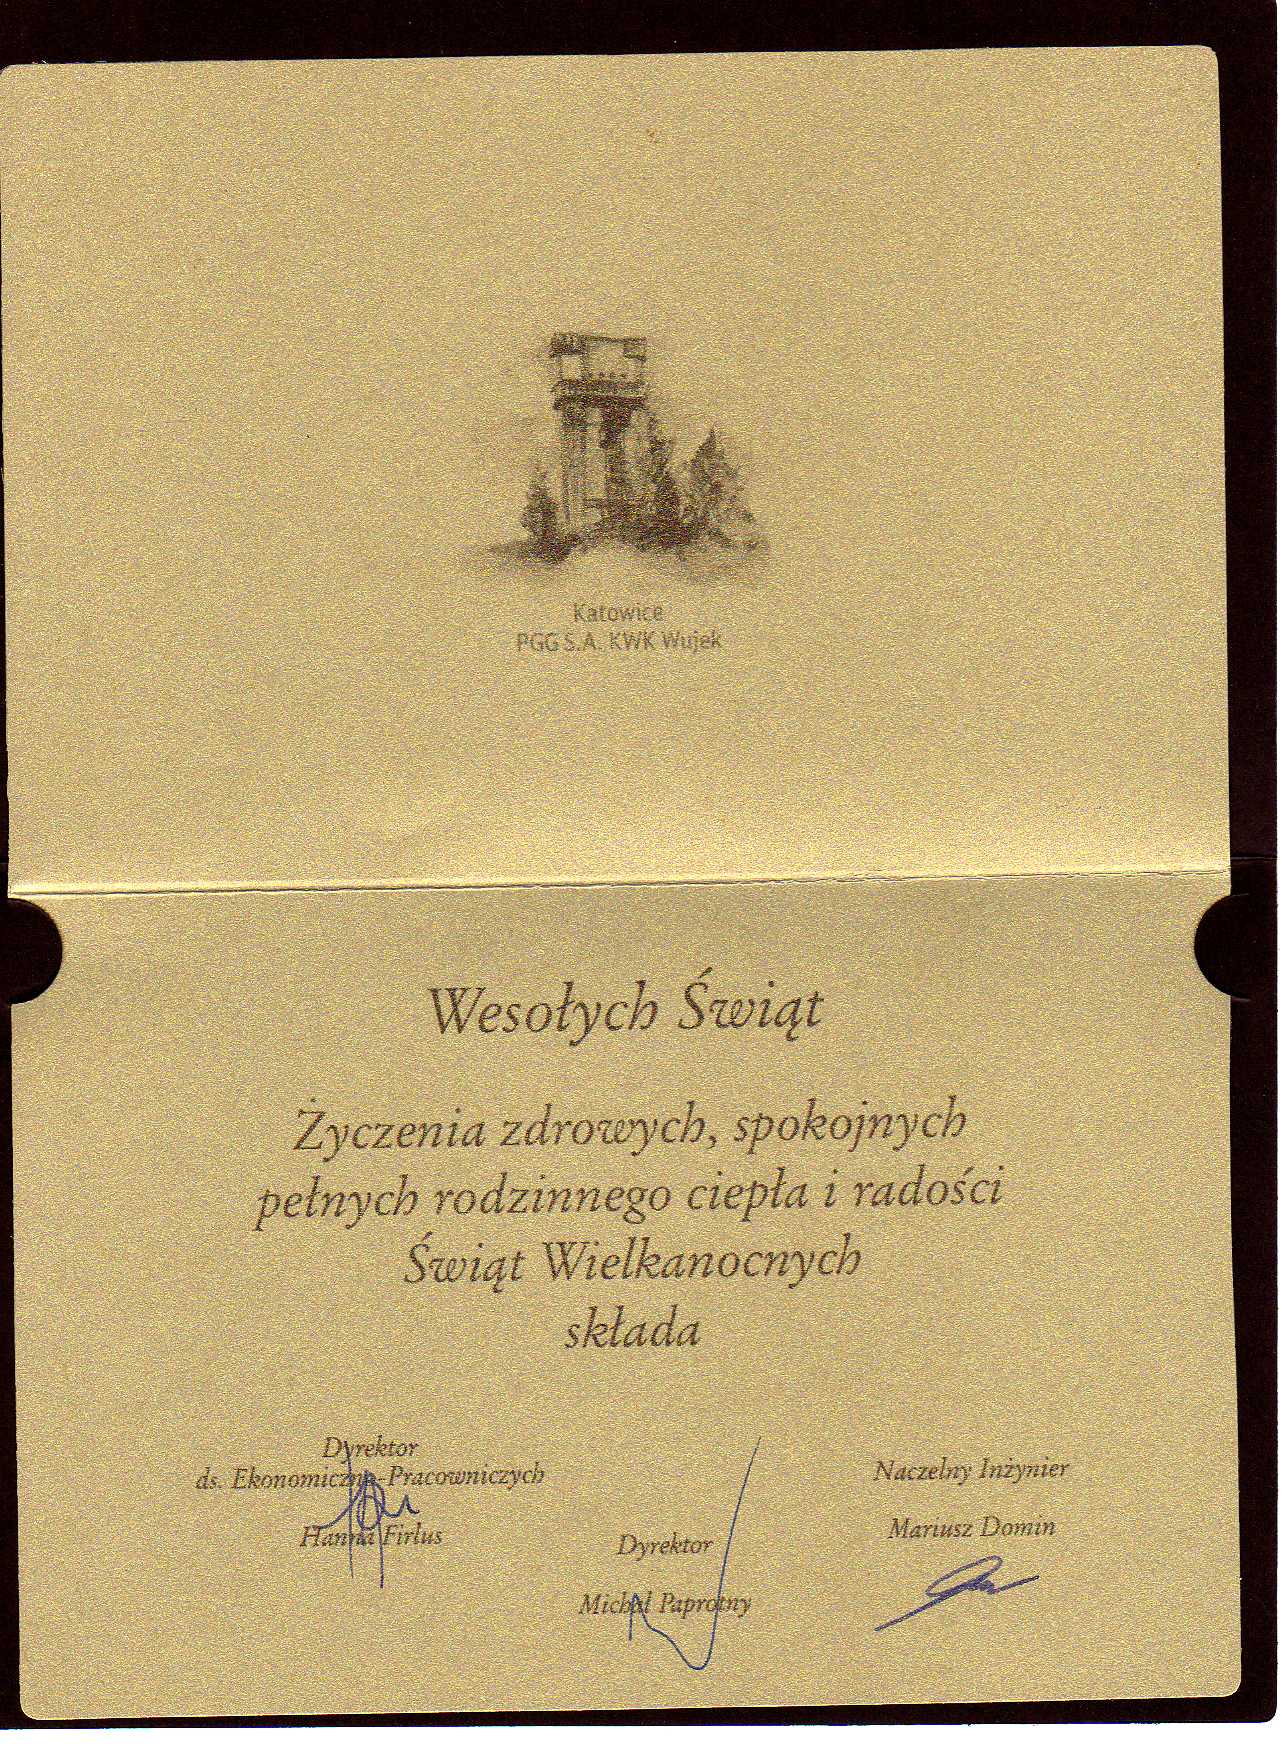 Katowice
PGG S.A. KWK Wujek
Wesołych Świąt
Życzenia zdrowych, spokojnych
pełnych rodzinnego ciepła i radości
Świąt Wielkanocnych
składa
Dyrektor
ds. Ekonomiczno-Pracowniczych
Hanna Firlus
Dyrektor
Michał Paprotny
Naczelny Inżynier
Mariusz Domin